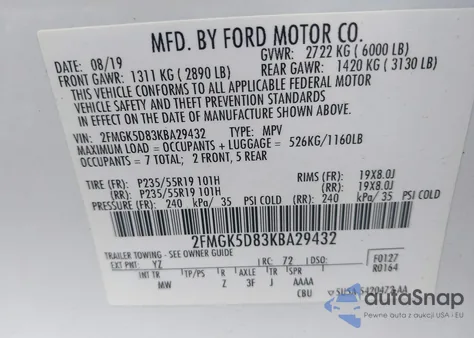 MFD. BY FORD MOTOR CO.
DATE: 08/19 GVWR: 2722 KG ( 6000 LB)
FRONT GAWR: 1311 KG ( 2890 LB) REAR GAWR: 1420 KG ( 3130 LB)
THIS VEHICLE CONFORMS TO ALL APPLICABLE FEDERAL MOTOR
VEHICLE SAFETY AND THEFT PREVENTION STANDARDS
IN EFFECT ON THE DATE OF MANUFACTURE SHOWN ABOVE.
VIN: 2FMGK5D83KBA29432 TYPE: MPV
MAXIMUM LOAD = OCCUPANTS + LUGGAGE = 526KG/1160LB
OCCUPANTS = 7 TOTAL; 2 FRONT, 5 REAR
TIRE (FR): P235/55R19 101H RIMS (FR): 19X8.0J
(RR): P235/55R19 101H (RR): 19X8.0J
PRESSURE (FR): 240 kPa/ 35 PSI COLD (RR): 240 kPa/ 35 PSI COLD
2FMGK5D83KBA29432
TRAILER TOWING - SEE OWNER GUIDE
EXT PNT: YZ RC: 72 DSO: F0127
R0164
INT TR TP/PS R AXLE TR SPR
MW Z 3F J AAAA
CBU
autaSnap
Pewne auta z aukcji USA i EU